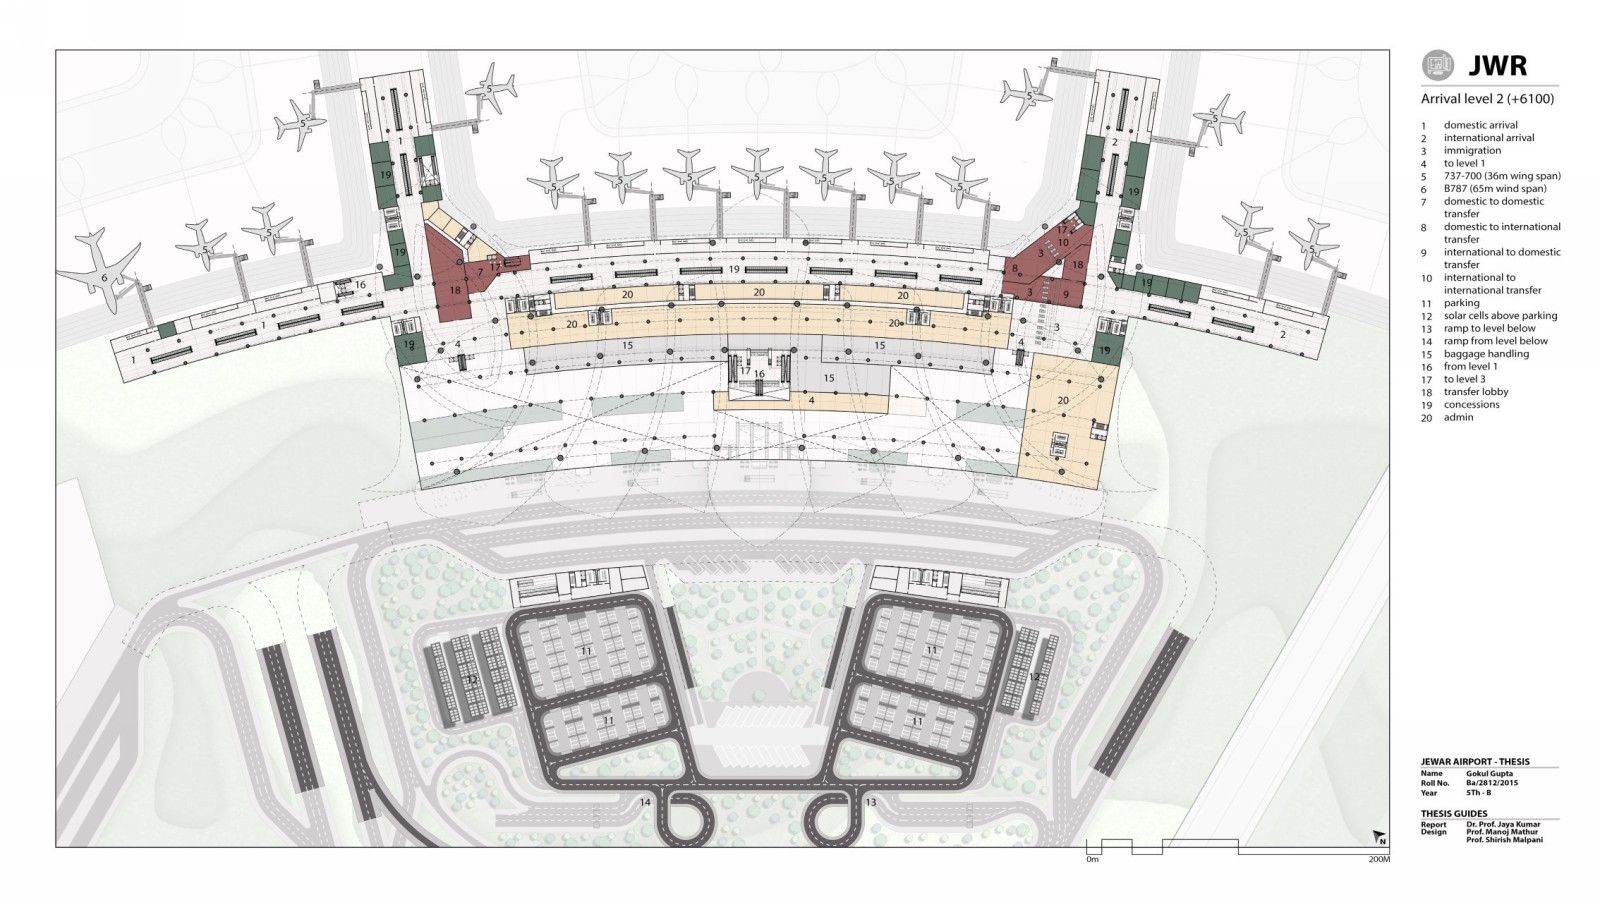 JWR
Arrival level 2 (+6100)
1 domestic arrival
2 international arrival
3 immigration
4 to level 1
5 737-700 (36m wing span)
6 B787 (65m wind span)
7 domestic to domestic
transfer
8 domestic to international
transfer
9 international to domestic
transfer
10 international to
international transfer
11 parking
12 solar cells above parking
13 ramp to level below
14 ramp from level below
15 baggage handling
16 from level 1
17 to level 3
18 transfer lobby
19 concessions
20 admin
5 5 5 5
1 2
5 5 5 5 5 5 5
19 19
5 5 5 5
6
17
10
19 3
7 17 19 8 18
18
16 20 20 20 3 9 19
1 20 20 3
1 19 4 15 15 4 19 2
17 16 15
4 20
11 11
12 12
11 11
14 13
JEWAR AIRPORT - THESIS
Name Gokul Gupta
Roll No. Ba/2812/2015
Year 5Th - B
THESIS GUIDES
Report Dr. Prof. Jaya Kumar
Design Prof. Manoj Mathur
Prof. Shirish Malpani
N
0m 200M